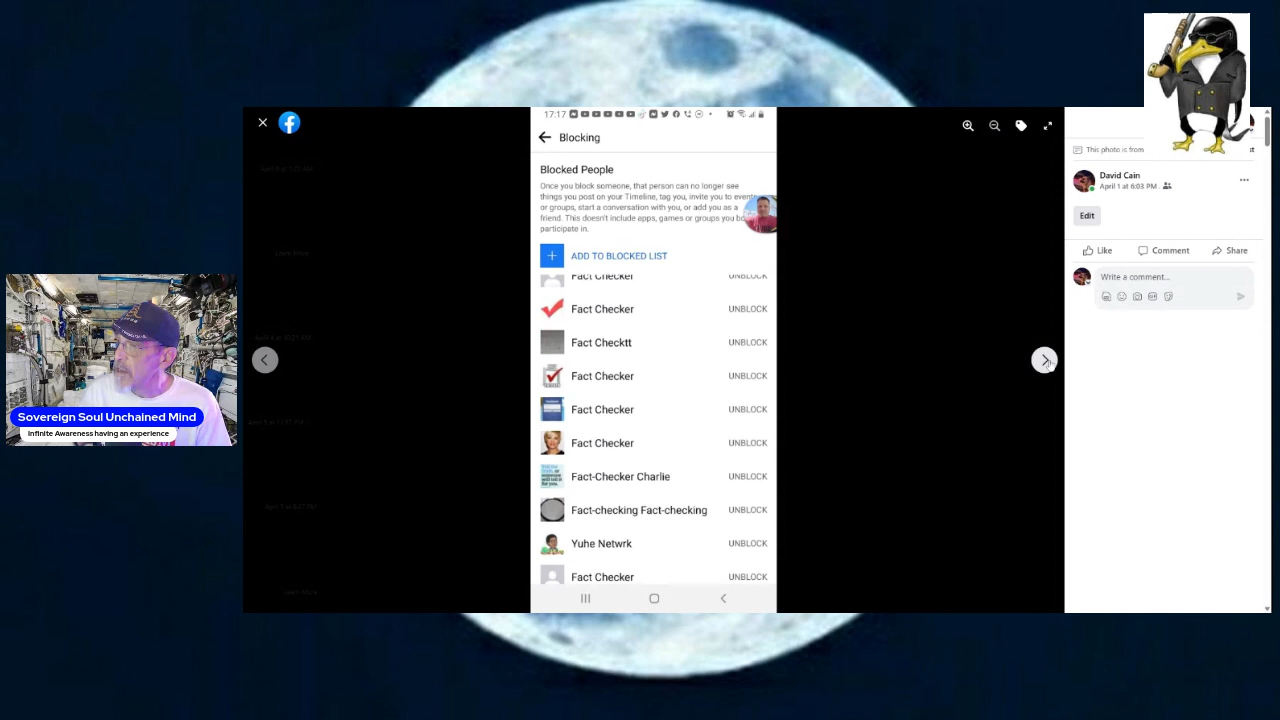 17:17
Blocking
Blocked People
Once you block someone, that person can no longer see
things you post on your Timeline, tag you, invite you to events
or groups, start a conversation with you, or add you as a
friend. This doesn't include apps, games or groups you bo
participate in.
ADD TO BLOCKED LIST
Fact Checker UNBLOCK
Fact Checker UNBLOCK
Fact Checktt UNBLOCK
Fact Checker UNBLOCK
Fact Checker UNBLOCK
Fact Checker UNBLOCK
Fact-Checker Charlie UNBLOCK
Fact-checking Fact-checking UNBLOCK
Yuhe Netwrk UNBLOCK
Fact Checker UNBLOCK
This photo is from
David Cain
April 1 at 6:03 PM
Edit
Like Comment Share
Write a comment...
Sovereign Soul Unchained Mind
Infinite Awareness having an experience